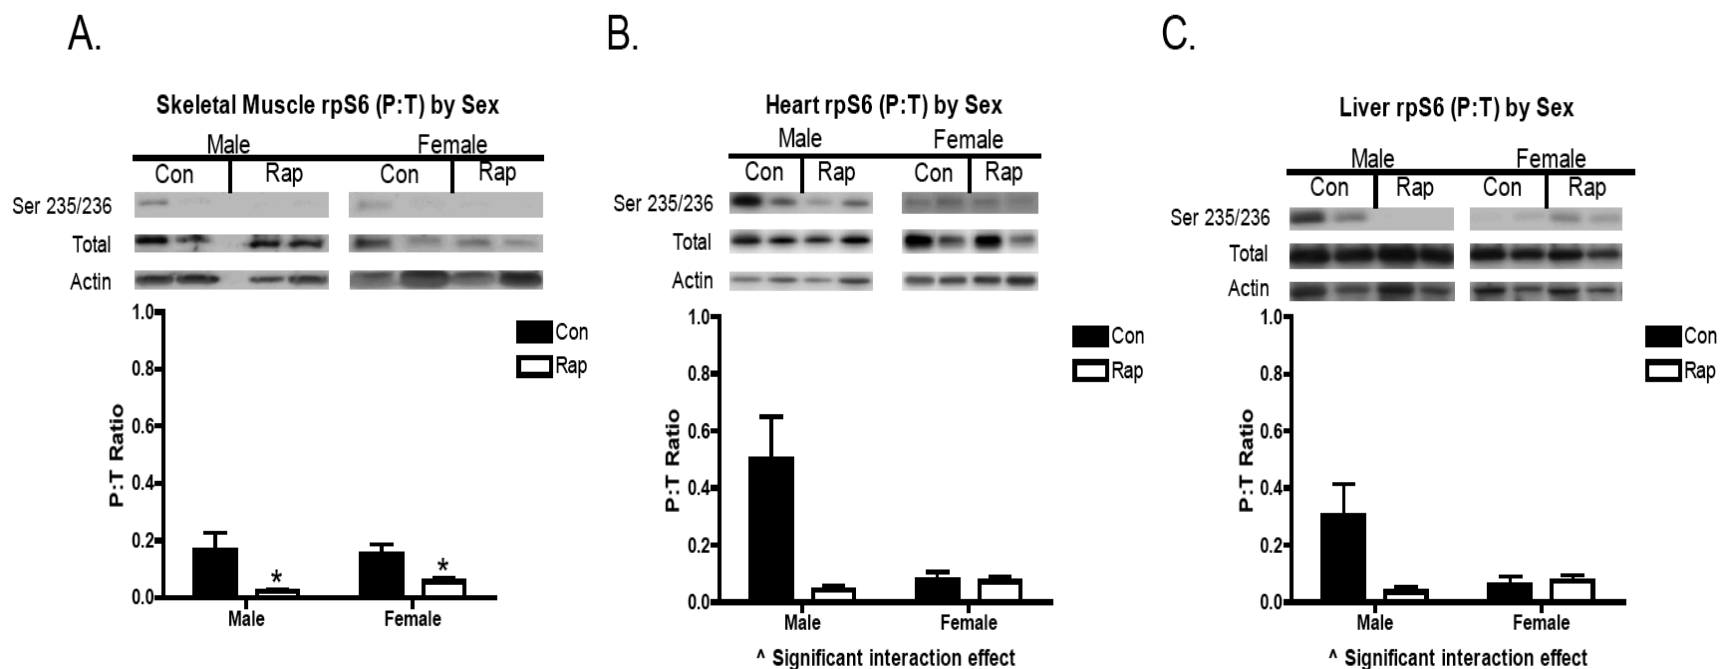 A.
Skeletal Muscle rpS6 (P:T) by Sex
Male Female
Con Rap Con Rap
Ser 235/236
Total
Actin
Con
Rap
P:T Ratio
1.0
0.8
0.6
0.4
0.2
0.0
* *
Male Female
B.
Heart rpS6 (P:T) by Sex
Male Female
Con Rap Con Rap
Ser 235/236
Total
Actin
Con
Rap
P:T Ratio
1.0
0.8
0.6
0.4
0.2
0.0
Male Female
^ Significant interaction effect
C.
Liver rpS6 (P:T) by Sex
Male Female
Con Rap Con Rap
Ser 235/236
Total
Actin
Con
Rap
P:T Ratio
1.0
0.8
0.6
0.4
0.2
0.0
Male Female
^ Significant interaction effect